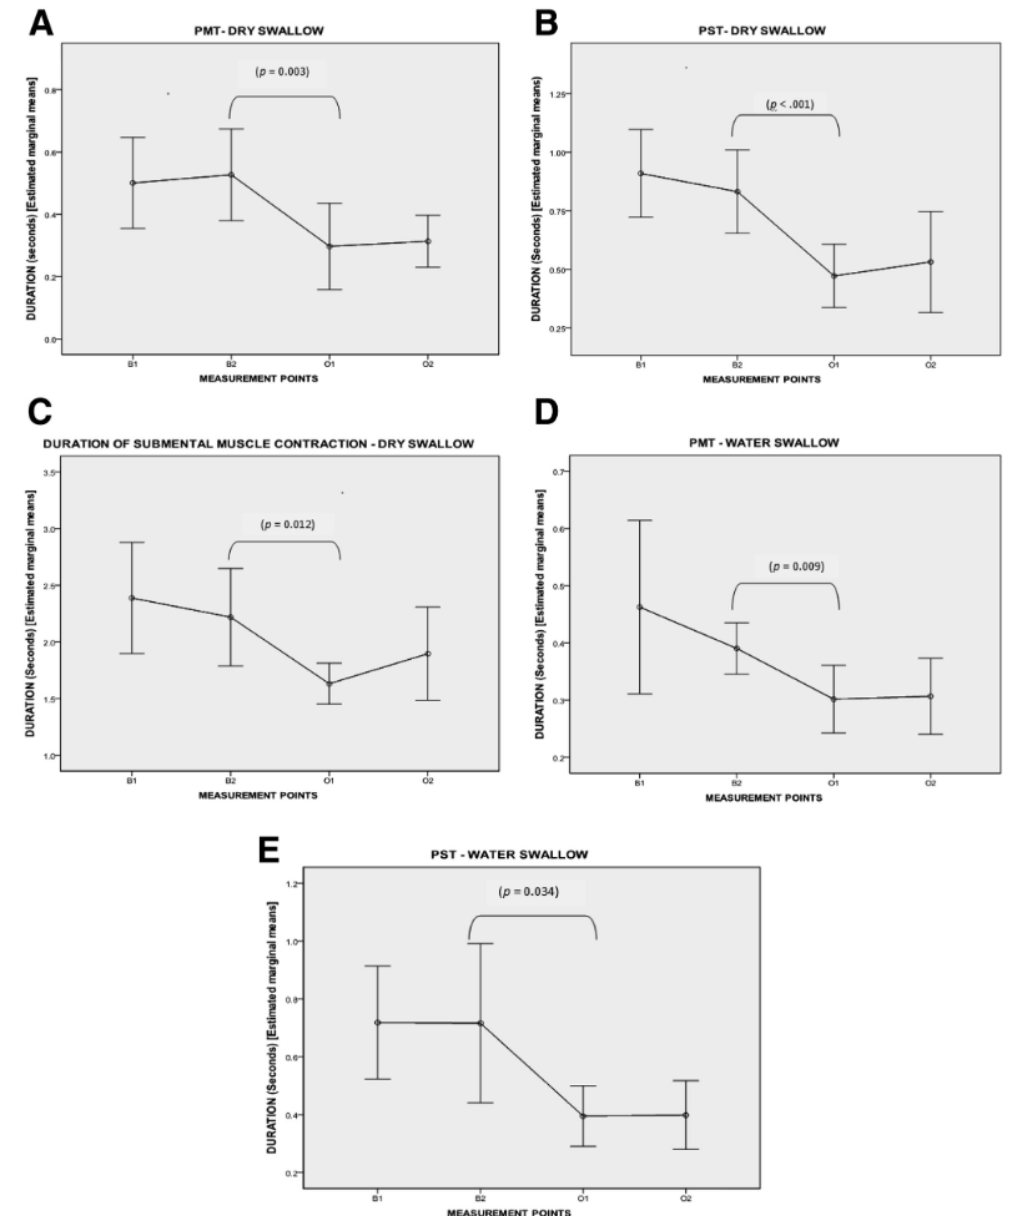 A
PMT- DRY SWALLOW
DURATION (seconds) [Estimated marginal means]
(p = 0.003)
0.8
0.6
0.4
0.2
0.0
B1 B2 O1 O2
MEASUREMENT POINTS
B
PST- DRY SWALLOW
DURATION (Seconds) [Estimated marginal means)
(p < .001)
1.25
1.00
0.75
0.50
0.25
B1 B2 O1 O2
MEASUREMENT POINTS
C
DURATION OF SUBMENTAL MUSCLE CONTRACTION - DRY SWALLOW
DURATION (Seconds) [Estimated marginal means]
(p = 0.012)
3.5
3.0
2.5
2.0
1.5
1.0
B1 B2 O1 O2
MEASUREMENT POINTS
D
PMT - WATER SWALLOW
DURATION (Seconds) [Estimated marginal means]
(p = 0.009)
0.7
0.6
0.5
0.4
0.3
0.2
B1 B2 O1 O2
MEASUREMENT POINTS
E
PST - WATER SWALLOW
DURATION (Seconds) [Estimated marginal means]
(p = 0.034)
1.2
1.0
0.8
0.6
0.4
0.2
B1 B2 O1 O2
MEASUREMENT POINTS